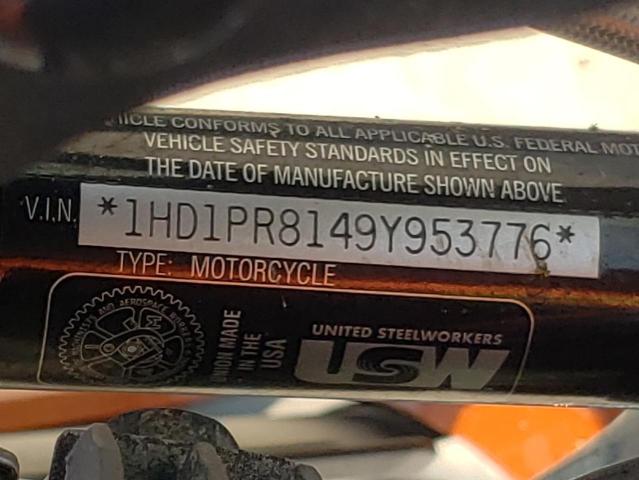 ICLE CONFORMS TO ALL APPLICABLE U.S. FEDERAL MOT
VEHICLE SAFETY STANDARDS IN EFFECT ON
THE DATE OF MANUFACTURE SHOWN ABOVE
V.I.N. *1HD1PR8149Y953776*
TYPE: MOTORCYCLE
UNION MADE
IN THE
USA
UNITED STEELWORKERS
USW